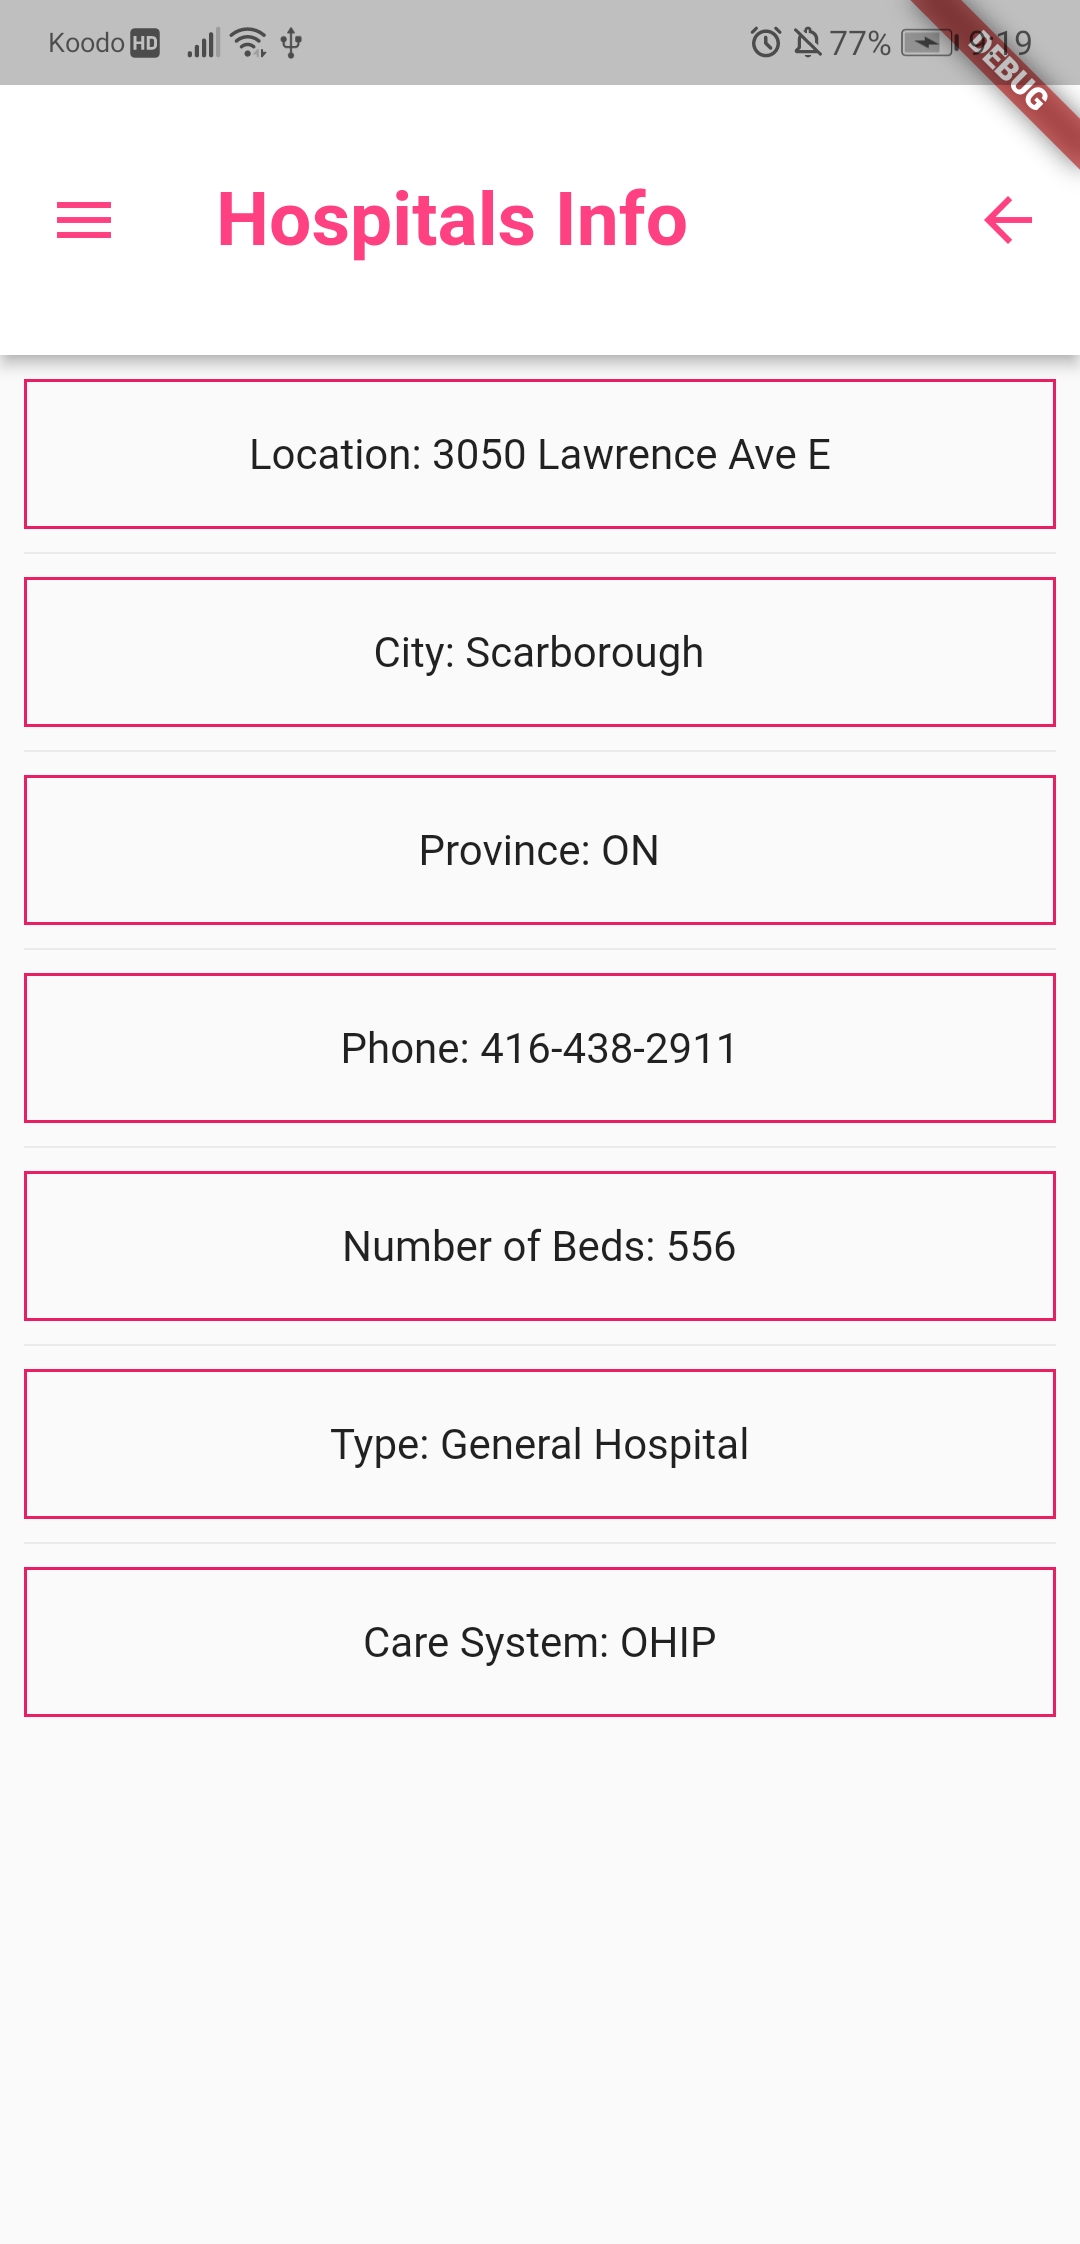 Koodo HD 77% 9:19
DEBUG
Hospitals Info
Location: 3050 Lawrence Ave E
City: Scarborough
Province: ON
Phone: 416-438-2911
Number of Beds: 556
Type: General Hospital
Care System: OHIP